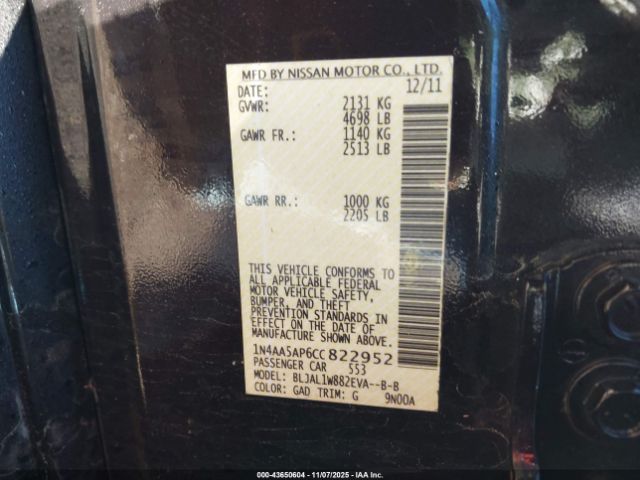 MFD BY NISSAN MOTOR CO., LTD.
DATE: 12/11
GVWR: 2131 KG
4698 LB
GAWR FR.: 1140 KG
2513 LB
GAWR RR.: 1000 KG
2205 LB
THIS VEHICLE CONFORMS TO
ALL APPLICABLE FEDERAL
MOTOR VEHICLE SAFETY,
BUMPER, AND THEFT
PREVENTION STANDARDS IN
EFFECT ON THE DATE OF
MANUFACTURE SHOWN ABOVE.
1N4AA5AP6CC822952
PASSENGER CAR 553
MODEL: BLJAL1W882EVA--B-B
COLOR: GAD TRIM: G 9N00A
000-43650604 - 11/07/2025 - IAAI.com